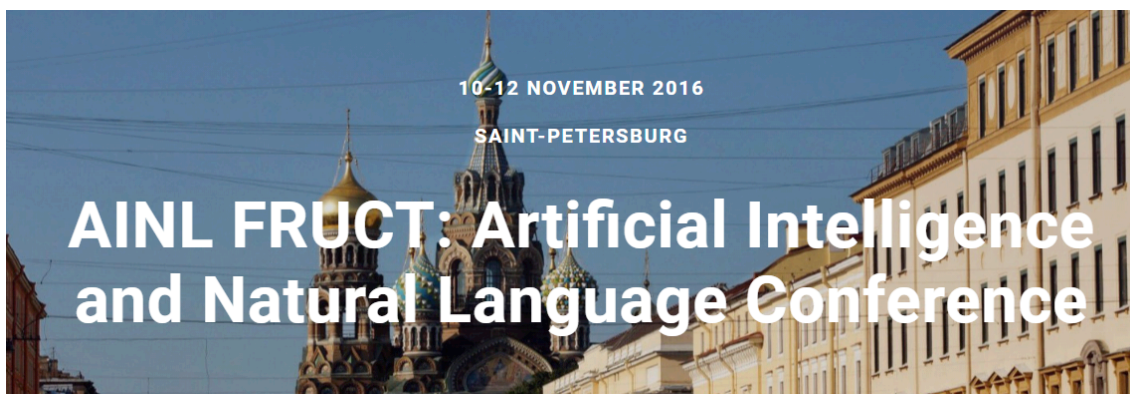 10-12 NOVEMBER 2016
SAINT-PETERSBURG
AINL FRUCT: Artificial Intelligence
and Natural Language Conference